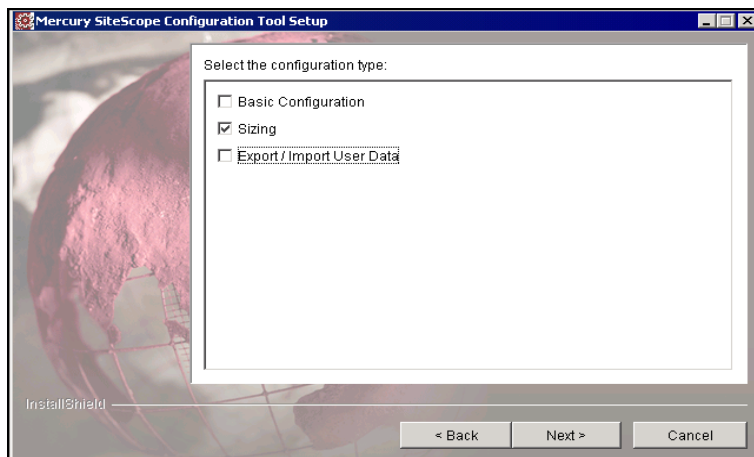 Mercury SiteScope Configuration Tool Setup
Select the configuration type:
Basic Configuration
Sizing
Export / Import User Data
InstallShield
< Back
Next >
Cancel